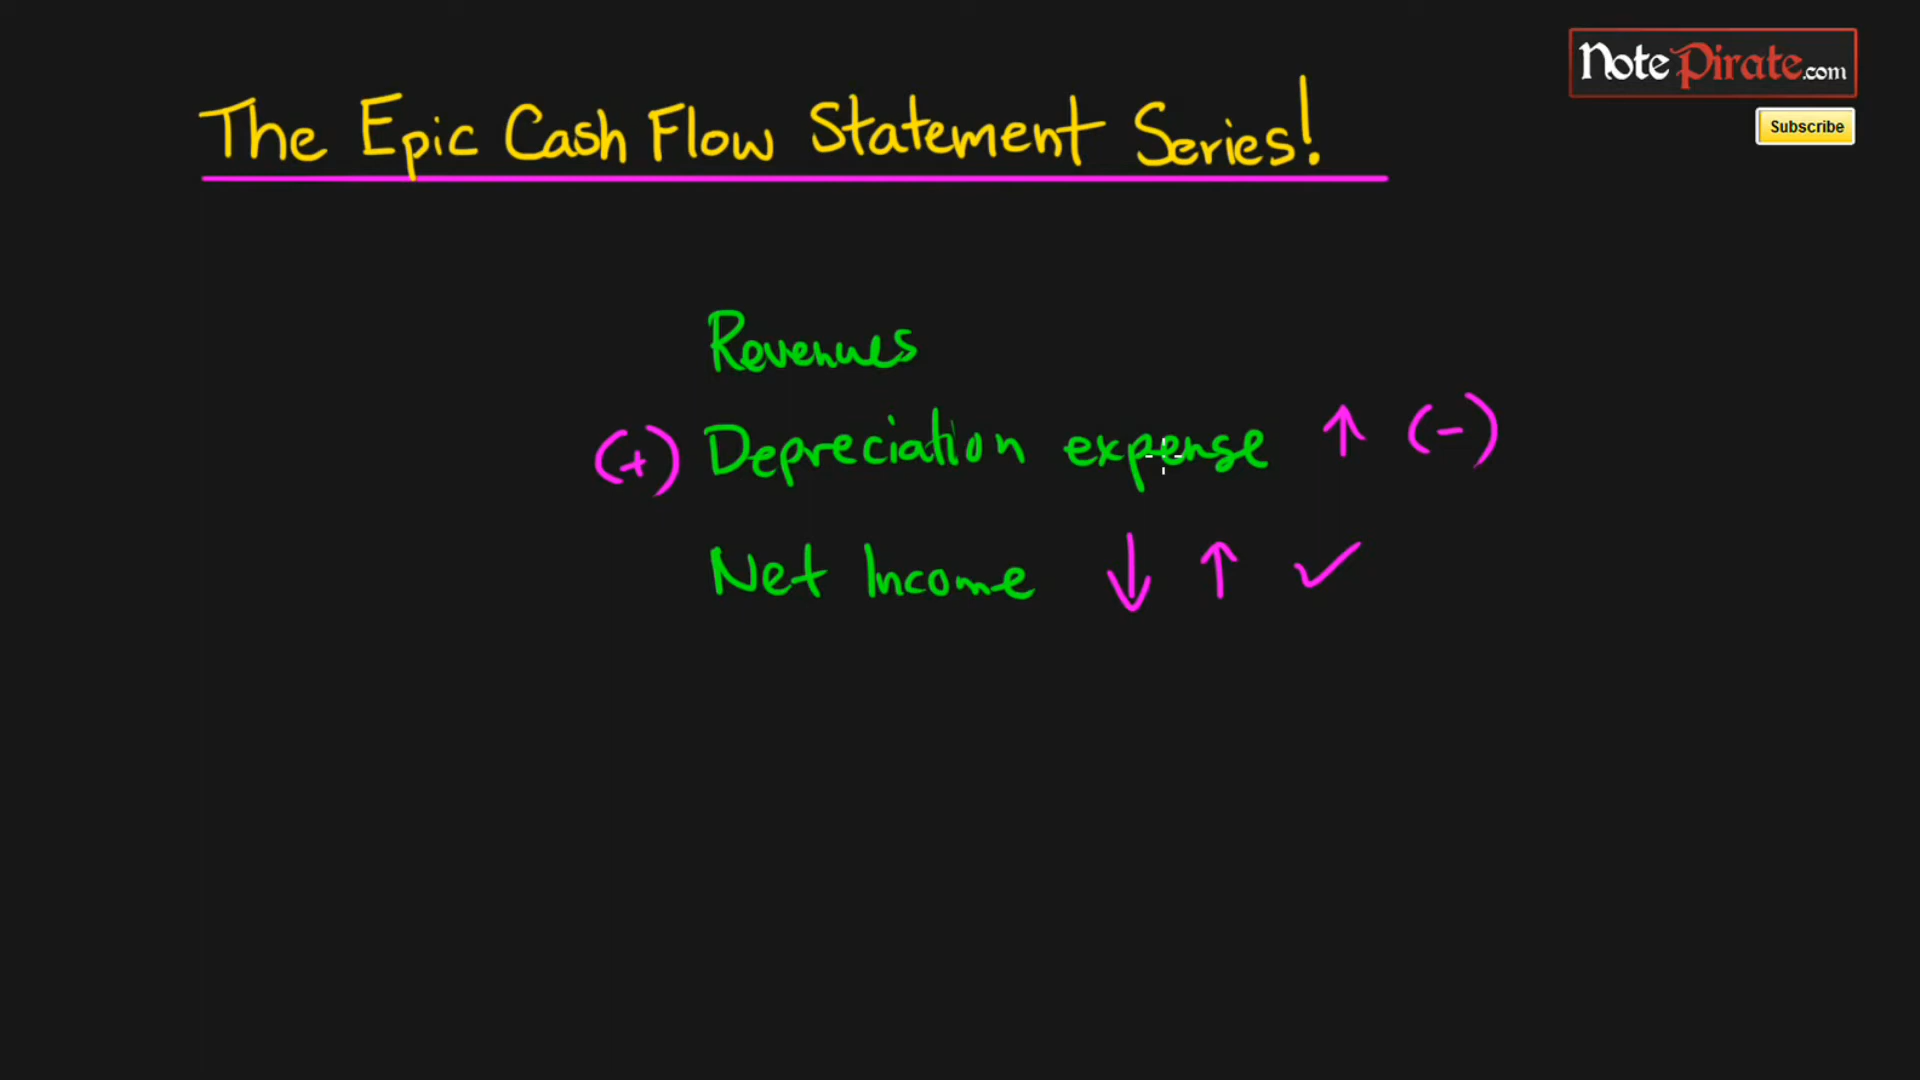 NotePirate.com
Subscribe
The Epic Cash Flow Statement Series!
Revenues
(+) Depreciation expense ↑ (-)
Net Income ↓ ↑ ✓